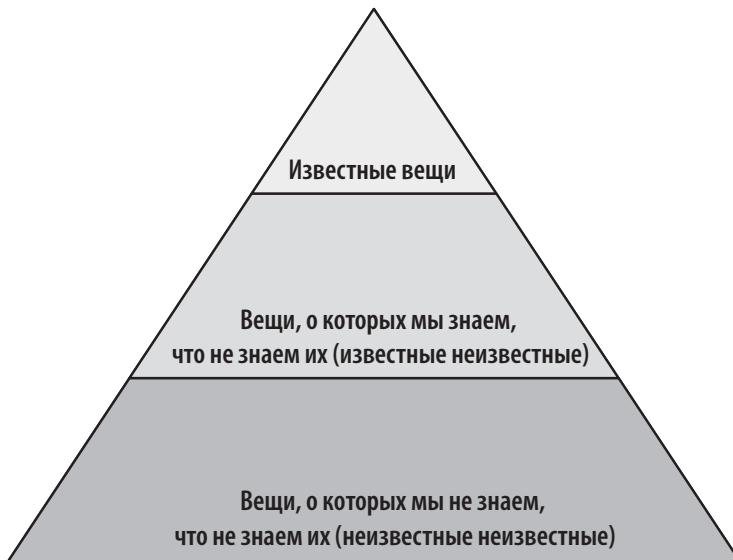 Известные вещи
Вещи, о которых мы знаем,
что не знаем их (известные неизвестные)
Вещи, о которых мы не знаем,
что не знаем их (неизвестные неизвестные)